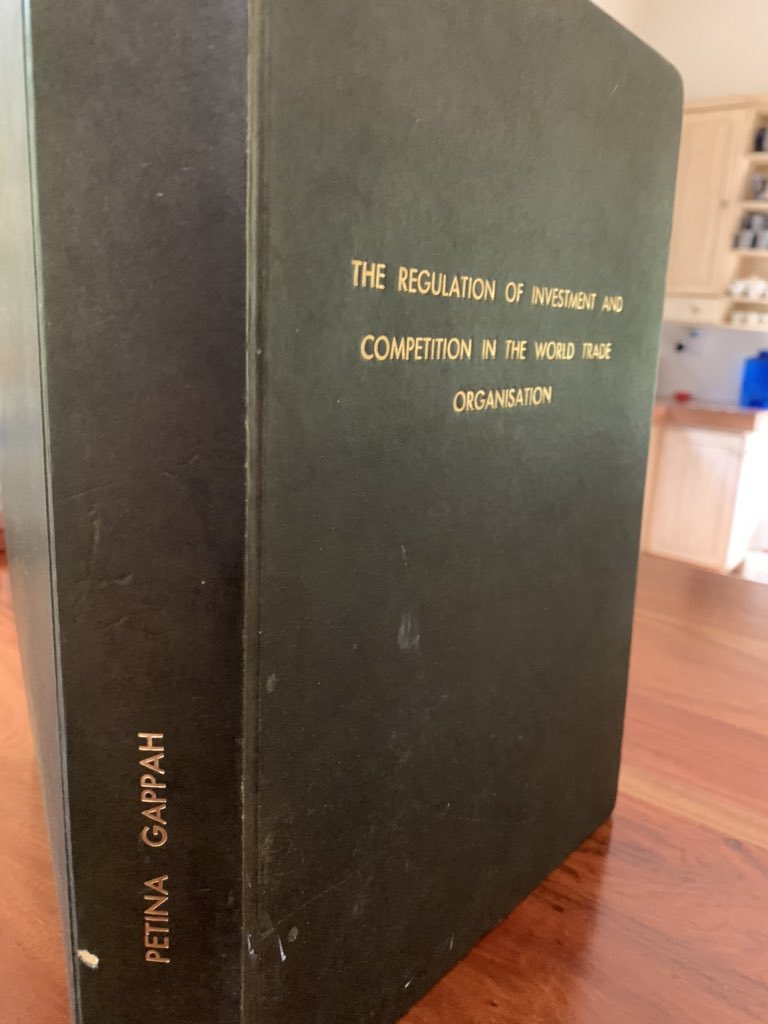 THE REGULATION OF INVESTMENT AND
COMPETITION IN THE WORLD TRADE
ORGANISATION
PETINA GAPPAH